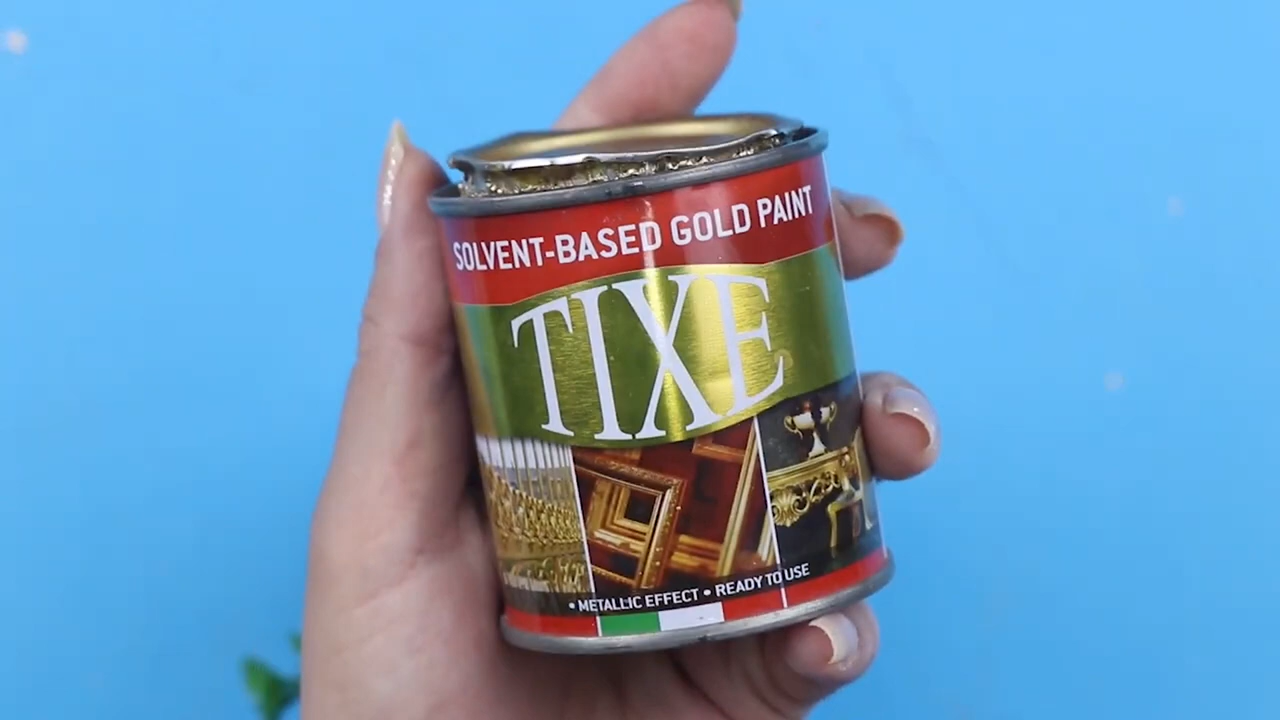 SOLVENT-BASED GOLD PAINT
TIXE
• METALLIC EFFECT • READY TO USE